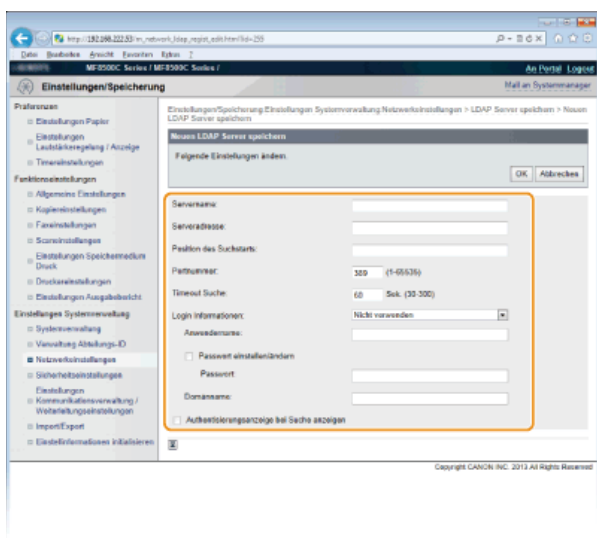 http://192.168.222.53/m_network_ldap_regist_edit.html?id=259
Datei Bearbeiten Ansicht Favoriten Extras ?
MF8500C Series / MF8500C Series /
An Portal Logout
Einstellungen/Speicherung
Mail an Systemmanager
Präferenzen
Einstellungen Papier
Einstellungen
Lautstärkeregelung / Anzeige
Timereinstellungen
Funktionseinstellungen
Allgemeine Einstellungen
Kopiereinstellungen
Faxeinstellungen
Scaneinstellungen
Einstellungen Speichermedium
Druck
Druckereinstellungen
Einstellungen Ausgabebericht
Einstellungen Systemverwaltung
Systemverwaltung
Verwaltung Abteilungs-ID
Netzwerkeinstellungen
Sicherheitseinstellungen
Einstellungen
Kommunikationsverwaltung /
Weiterleitungseinstellungen
Import/Export
Einstellinformationen initialisieren
Einstellungen/Speicherung:Einstellungen Systemverwaltung:Netzwerkeinstellungen > LDAP Server speichern > Neuen
LDAP Server speichern
Neuen LDAP Server speichern
Folgende Einstellungen ändern.
OK Abbrechen
Servername:
Serveradresse:
Position des Suchstarts:
Portnummer: 389 (1-65535)
Timeout Suche: 60 Sek. (30-300)
Login Informationen: Nicht verwenden
Anwendername:
Passwort einstellen/ändern
Passwort:
Domänname:
Authentisierungsanzeige bei Suche anzeigen
Copyright CANON INC. 2013 All Rights Reserved